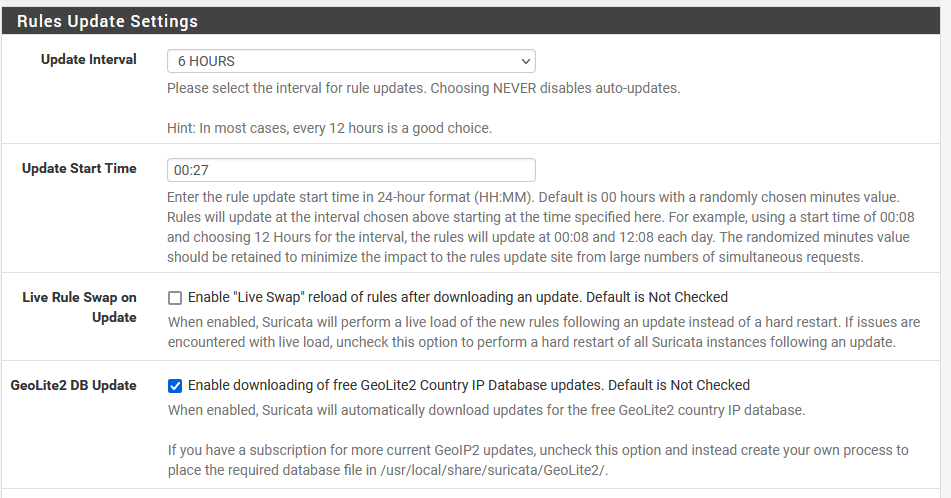 Rules Update Settings
Update Interval
6 HOURS
Please select the interval for rule updates. Choosing NEVER disables auto-updates.
Hint: In most cases, every 12 hours is a good choice.
Update Start Time
00:27
Enter the rule update start time in 24-hour format (HH:MM). Default is 00 hours with a randomly chosen minutes value.
Rules will update at the interval chosen above starting at the time specified here. For example, using a start time of 00:08
and choosing 12 Hours for the interval, the rules will update at 00:08 and 12:08 each day. The randomized minutes value
should be retained to minimize the impact to the rules update site from large numbers of simultaneous requests.
Live Rule Swap on
Update
Enable "Live Swap" reload of rules after downloading an update. Default is Not Checked
When enabled, Suricata will perform a live load of the new rules following an update instead of a hard restart. If issues are
encountered with live load, uncheck this option to perform a hard restart of all Suricata instances following an update.
GeoLite2 DB Update
Enable downloading of free GeoLite2 Country IP Database updates. Default is Not Checked
When enabled, Suricata will automatically download updates for the free GeoLite2 country IP database.
If you have a subscription for more current GeoIP2 updates, uncheck this option and instead create your own process to
place the required database file in /usr/local/share/suricata/GeoLite2/.